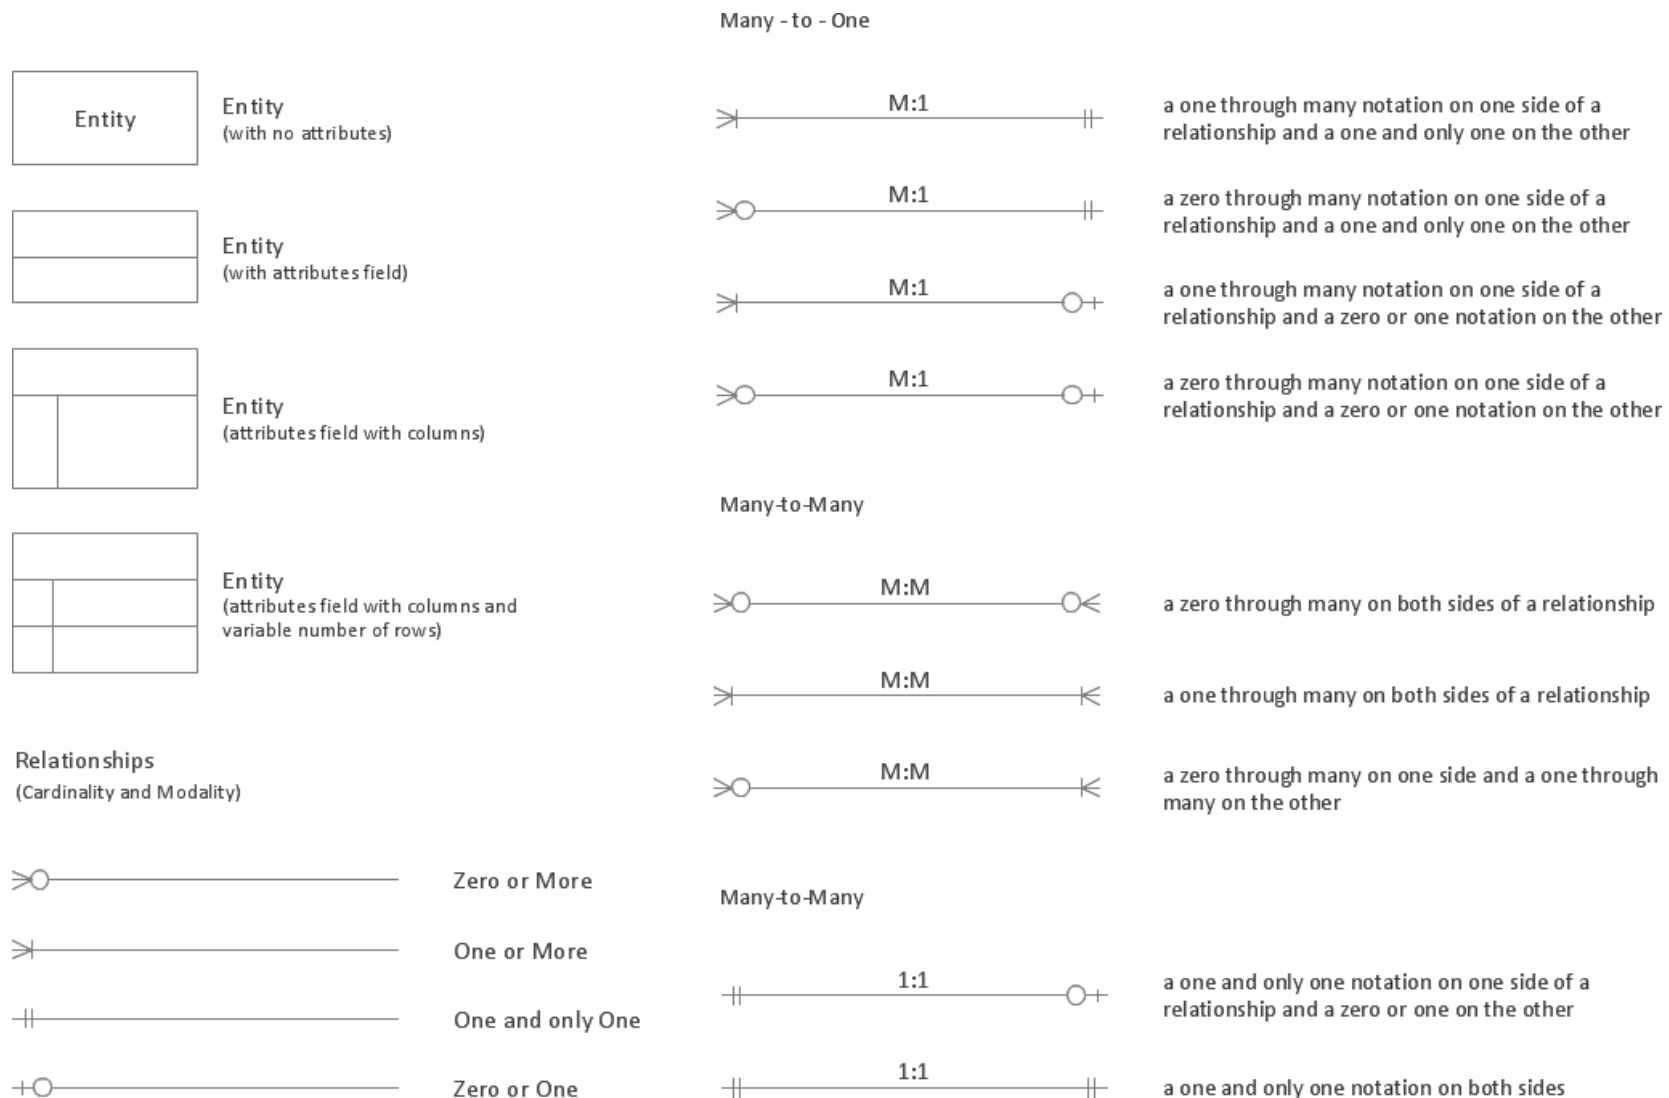 Entity
Entity
(with no attributes)
Entity
(with attributes field)
Entity
(attributes field with columns)
Entity
(attributes field with columns and
variable number of rows)
Relationships
(Cardinality and Modality)
Zero or More
One or More
One and only One
Zero or One
Many - to - One
M:1
a one through many notation on one side of a
relationship and a one and only one on the other
M:1
a zero through many notation on one side of a
relationship and a one and only one on the other
M:1
a one through many notation on one side of a
relationship and a zero or one notation on the other
M:1
a zero through many notation on one side of a
relationship and a zero or one notation on the other
Many-to-Many
M:M
a zero through many on both sides of a relationship
M:M
a one through many on both sides of a relationship
M:M
a zero through many on one side and a one through
many on the other
Many-to-Many
1:1
a one and only one notation on one side of a
relationship and a zero or one on the other
1:1
a one and only one notation on both sides